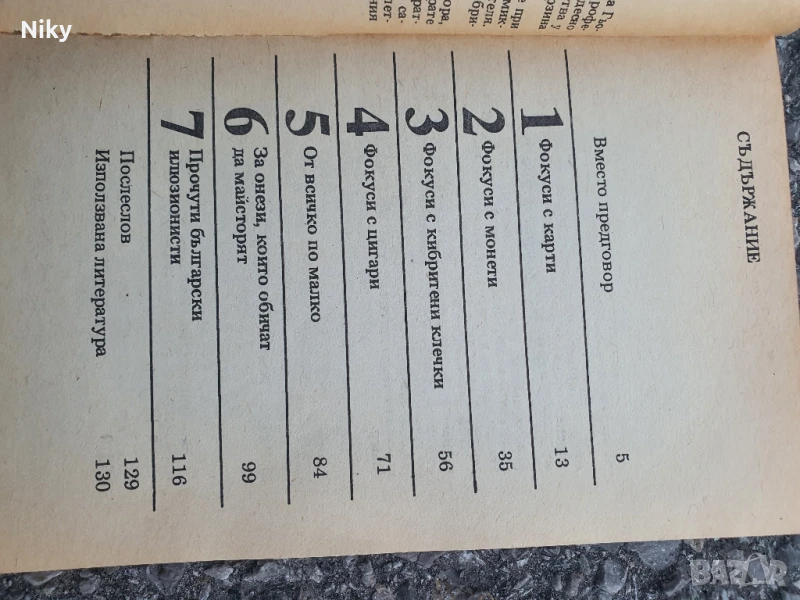 Niky
СЪДЪРЖАНИЕ
Вместо предговор 5
1 Фокуси с карти 13
2 Фокуси с монети 35
3 Фокуси с кибритени клечки 56
4 Фокуси с цигари 71
5 От всичко по малко 84
6 За онези, които обичат
да майсторят 99
7 Прочути български
илюзионисти 116
Послеслов 129
Използвана литература 130
BAZAR